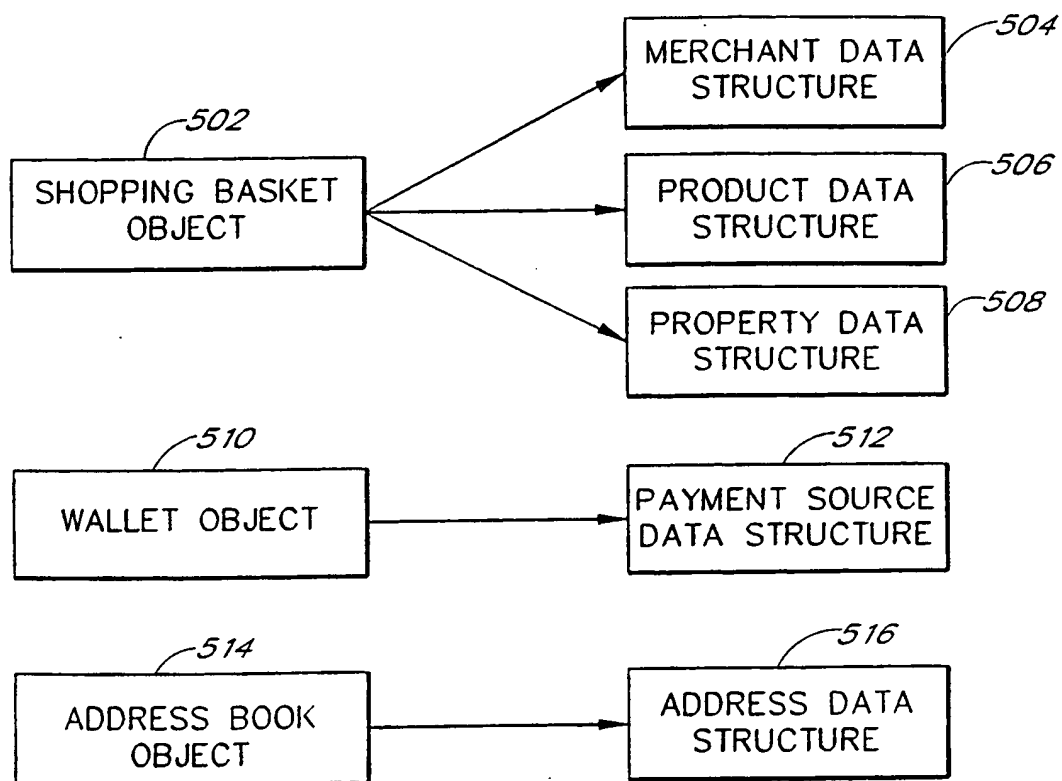 504
MERCHANT DATA
STRUCTURE
502
SHOPPING BASKET
OBJECT
506
PRODUCT DATA
STRUCTURE
508
PROPERTY DATA
STRUCTURE
510
WALLET OBJECT
512
PAYMENT SOURCE
DATA STRUCTURE
514
ADDRESS BOOK
OBJECT
516
ADDRESS DATA
STRUCTURE